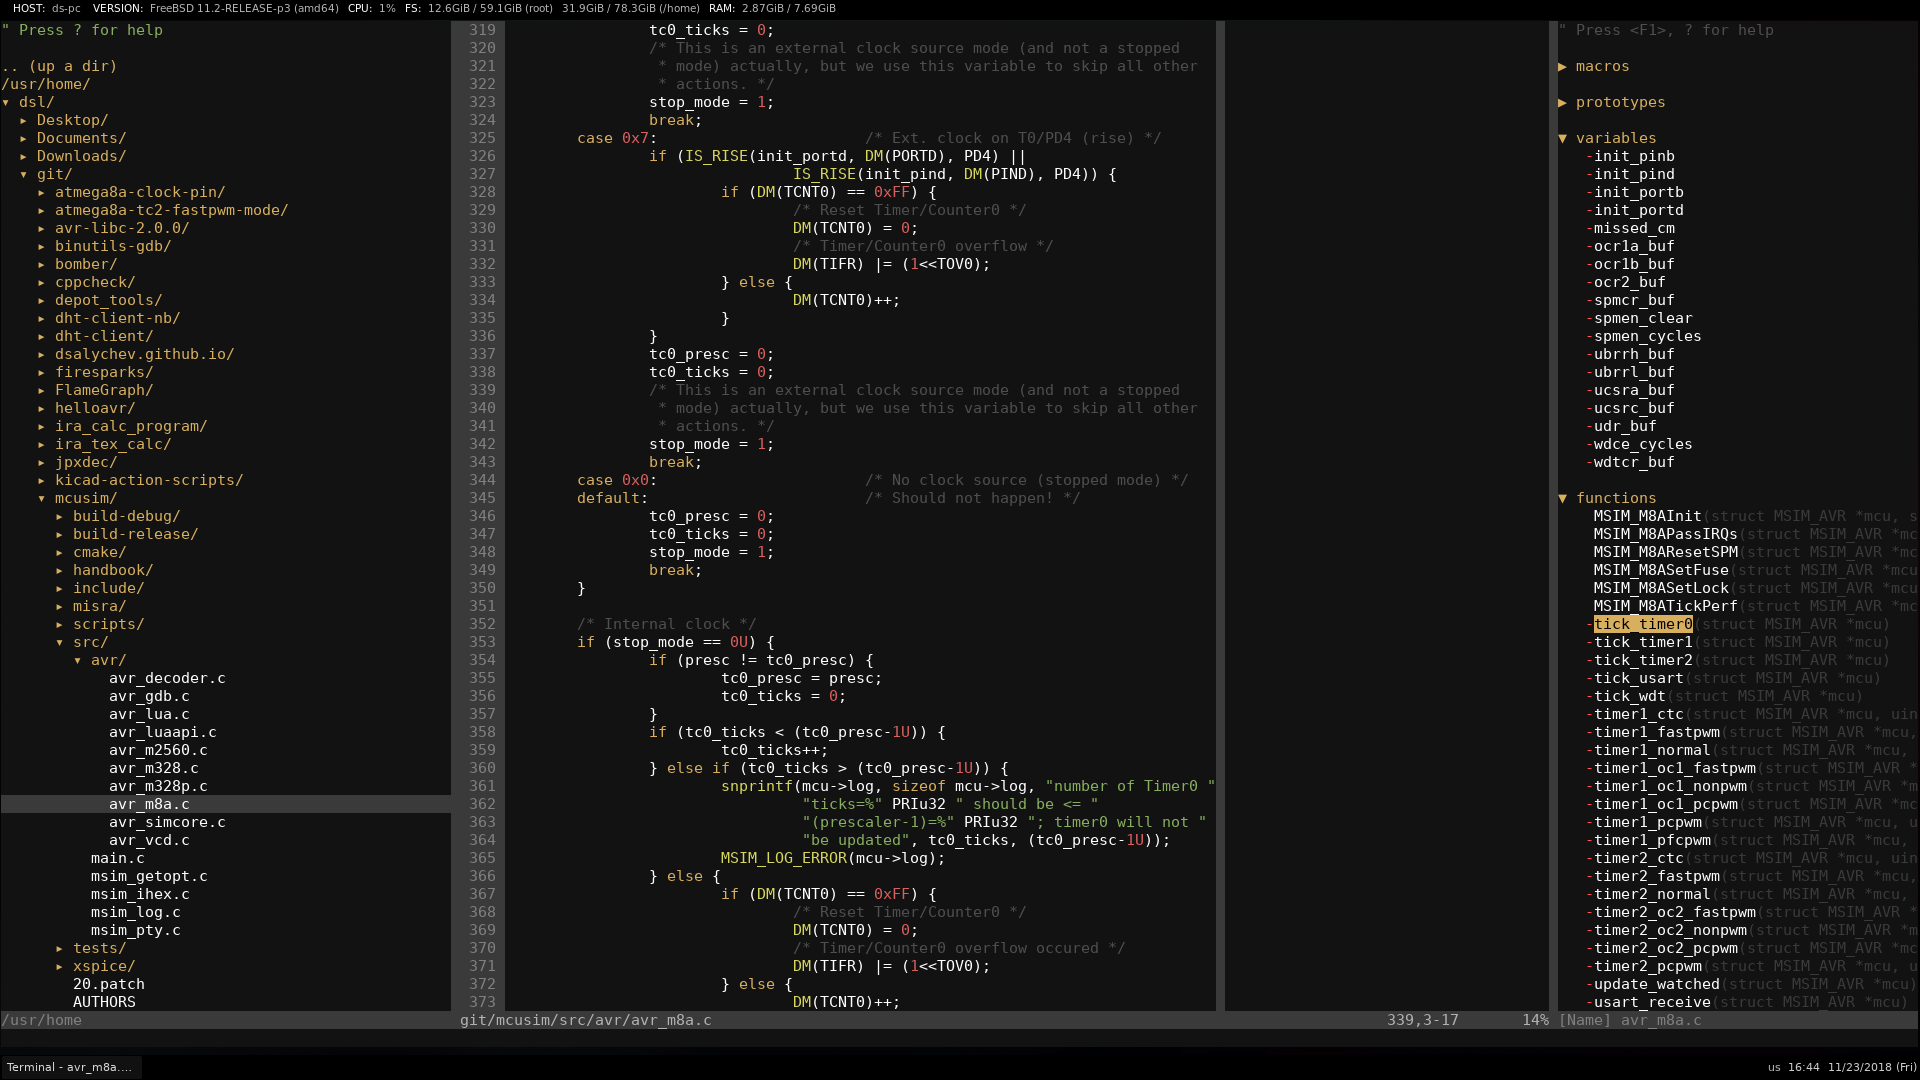 HOST: ds-pc VERSION: FreeBSD 11.2-RELEASE-p3 (amd64) CPU: 1% FS: 12.6GiB / 59.1GiB (root) 31.9GiB / 78.3GiB (/home) RAM: 2.87GiB / 7.69GiB
" Press ? for help
.. (up a dir)
/usr/home/
▾ dsl/
▸ Desktop/
▸ Documents/
▸ Downloads/
▾ git/
▸ atmega8a-clock-pin/
▸ atmega8a-tc2-fastpwm-mode/
▸ avr-libc-2.0.0/
▸ binutils-gdb/
▸ bomber/
▸ cppcheck/
▸ depot_tools/
▸ dht-client-nb/
▸ dht-client/
▸ dsalychev.github.io/
▸ firesparks/
▸ FlameGraph/
▸ helloavr/
▸ ira_calc_program/
▸ ira_tex_calc/
▸ jpxdec/
▸ kicad-action-scripts/
▾ mcusim/
▸ build-debug/
▸ build-release/
▸ cmake/
▸ handbook/
▸ include/
▸ misra/
▸ scripts/
▾ src/
▾ avr/
avr_decoder.c
avr_gdb.c
avr_lua.c
avr_luaapi.c
avr_m2560.c
avr_m328.c
avr_m328p.c
avr_m8a.c
avr_simcore.c
avr_vcd.c
main.c
msim_getopt.c
msim_ihex.c
msim_log.c
msim_pty.c
▸ tests/
▸ xspice/
20.patch
AUTHORS
/usr/home
319 tc0_ticks = 0;
320 /* This is an external clock source mode (and not a stopped
321 * mode) actually, but we use this variable to skip all other
322 * actions. */
323 stop_mode = 1;
324 break;
325 case 0x7: /* Ext. clock on T0/PD4 (rise) */
326 if (IS_RISE(init_portd, DM(PORTD), PD4) ||
327 IS_RISE(init_pind, DM(PIND), PD4)) {
328 if (DM(TCNT0) == 0xFF) {
329 /* Reset Timer/Counter0 */
330 DM(TCNT0) = 0;
331 /* Timer/Counter0 overflow */
332 DM(TIFR) |= (1<<TOV0);
333 } else {
334 DM(TCNT0)++;
335 }
336 }
337 tc0_presc = 0;
338 tc0_ticks = 0;
339 /* This is an external clock source mode (and not a stopped
340 * mode) actually, but we use this variable to skip all other
341 * actions. */
342 stop_mode = 1;
343 break;
344 case 0x0: /* No clock source (stopped mode) */
345 default: /* Should not happen! */
346 tc0_presc = 0;
347 tc0_ticks = 0;
348 stop_mode = 1;
349 break;
350 }
351
352 /* Internal clock */
353 if (stop_mode == 0U) {
354 if (presc != tc0_presc) {
355 tc0_presc = presc;
356 tc0_ticks = 0;
357 }
358 if (tc0_ticks < (tc0_presc-1U)) {
359 tc0_ticks++;
360 } else if (tc0_ticks > (tc0_presc-1U)) {
361 snprintf(mcu->log, sizeof mcu->log, "number of Timer0 "
362 "ticks=%" PRIu32 " should be <= "
363 "(prescaler-1)=%" PRIu32 "; timer0 will not "
364 "be updated", tc0_ticks, (tc0_presc-1U));
365 MSIM_LOG_ERROR(mcu->log);
366 } else {
367 if (DM(TCNT0) == 0xFF) {
368 /* Reset Timer/Counter0 */
369 DM(TCNT0) = 0;
370 /* Timer/Counter0 overflow occured */
371 DM(TIFR) |= (1<<TOV0);
372 } else {
373 DM(TCNT0)++;
git/mcusim/src/avr/avr_m8a.c 339,3-17 14%
" Press <F1>, ? for help
▶ macros
▶ prototypes
▼ variables
-init_pinb
-init_pind
-init_portb
-init_portd
-missed_cm
-ocr1a_buf
-ocr1b_buf
-ocr2_buf
-spmcr_buf
-spmen_clear
-spmen_cycles
-ubrrh_buf
-ubrrl_buf
-ucsra_buf
-ucsrc_buf
-udr_buf
-wdce_cycles
-wdtcr_buf
▼ functions
MSIM_M8AInit(struct MSIM_AVR *mcu, s
MSIM_M8APassIRQs(struct MSIM_AVR *mc
MSIM_M8AResetSPM(struct MSIM_AVR *mc
MSIM_M8ASetFuse(struct MSIM_AVR *mcu
MSIM_M8ASetLock(struct MSIM_AVR *mcu
MSIM_M8ATickPerf(struct MSIM_AVR *mc
-tick_timer0(struct MSIM_AVR *mcu)
-tick_timer1(struct MSIM_AVR *mcu)
-tick_timer2(struct MSIM_AVR *mcu)
-tick_usart(struct MSIM_AVR *mcu)
-tick_wdt(struct MSIM_AVR *mcu)
-timer1_ctc(struct MSIM_AVR *mcu, uin
-timer1_fastpwm(struct MSIM_AVR *mcu,
-timer1_normal(struct MSIM_AVR *mcu,
-timer1_oc1_fastpwm(struct MSIM_AVR *
-timer1_oc1_nonpwm(struct MSIM_AVR *m
-timer1_oc1_pcpwm(struct MSIM_AVR *mc
-timer1_pcpwm(struct MSIM_AVR *mcu, u
-timer1_pfcpwm(struct MSIM_AVR *mcu,
-timer2_ctc(struct MSIM_AVR *mcu, uin
-timer2_fastpwm(struct MSIM_AVR *mcu,
-timer2_normal(struct MSIM_AVR *mcu,
-timer2_oc2_fastpwm(struct MSIM_AVR *
-timer2_oc2_nonpwm(struct MSIM_AVR *m
-timer2_oc2_pcpwm(struct MSIM_AVR *mc
-timer2_pcpwm(struct MSIM_AVR *mcu, u
-update_watched(struct MSIM_AVR *mcu)
-usart_receive(struct MSIM_AVR *mcu)
[Name] avr_m8a.c
Terminal - avr_m8a....
us 16:44 11/23/2018 (Fri)